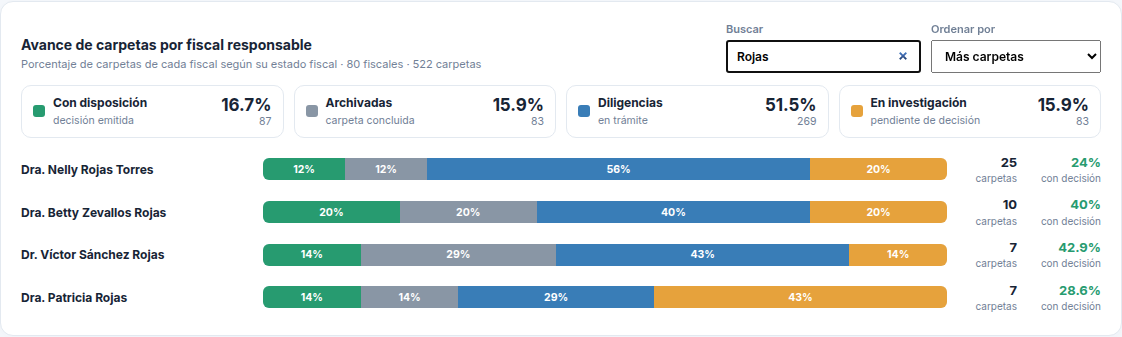 Avance de carpetas por fiscal responsable
Porcentaje de carpetas de cada fiscal según su estado fiscal · 80 fiscales · 522 carpetas
Buscar
Rojas ×
Ordenar por
Más carpetas
Con disposición 16.7%
decisión emitida 87
Archivadas 15.9%
carpeta concluida 83
Diligencias 51.5%
en trámite 269
En investigación 15.9%
pendiente de decisión 83
Dra. Nelly Rojas Torres 12% 12% 56% 20% 25 24%
carpetas con decisión
Dra. Betty Zevallos Rojas 20% 20% 40% 20% 10 40%
carpetas con decisión
Dr. Víctor Sánchez Rojas 14% 29% 43% 14% 7 42.9%
carpetas con decisión
Dra. Patricia Rojas 14% 14% 29% 43% 7 28.6%
carpetas con decisión